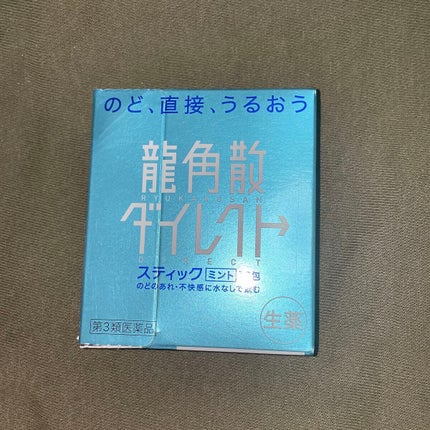 のど、直接、うるおう
龍角散
RYUKAKUSAN
ダイレクト
DIRECT
スティック ミント 包
のどのあれ・不快感に水なしで飲む
第3類医薬品
生薬